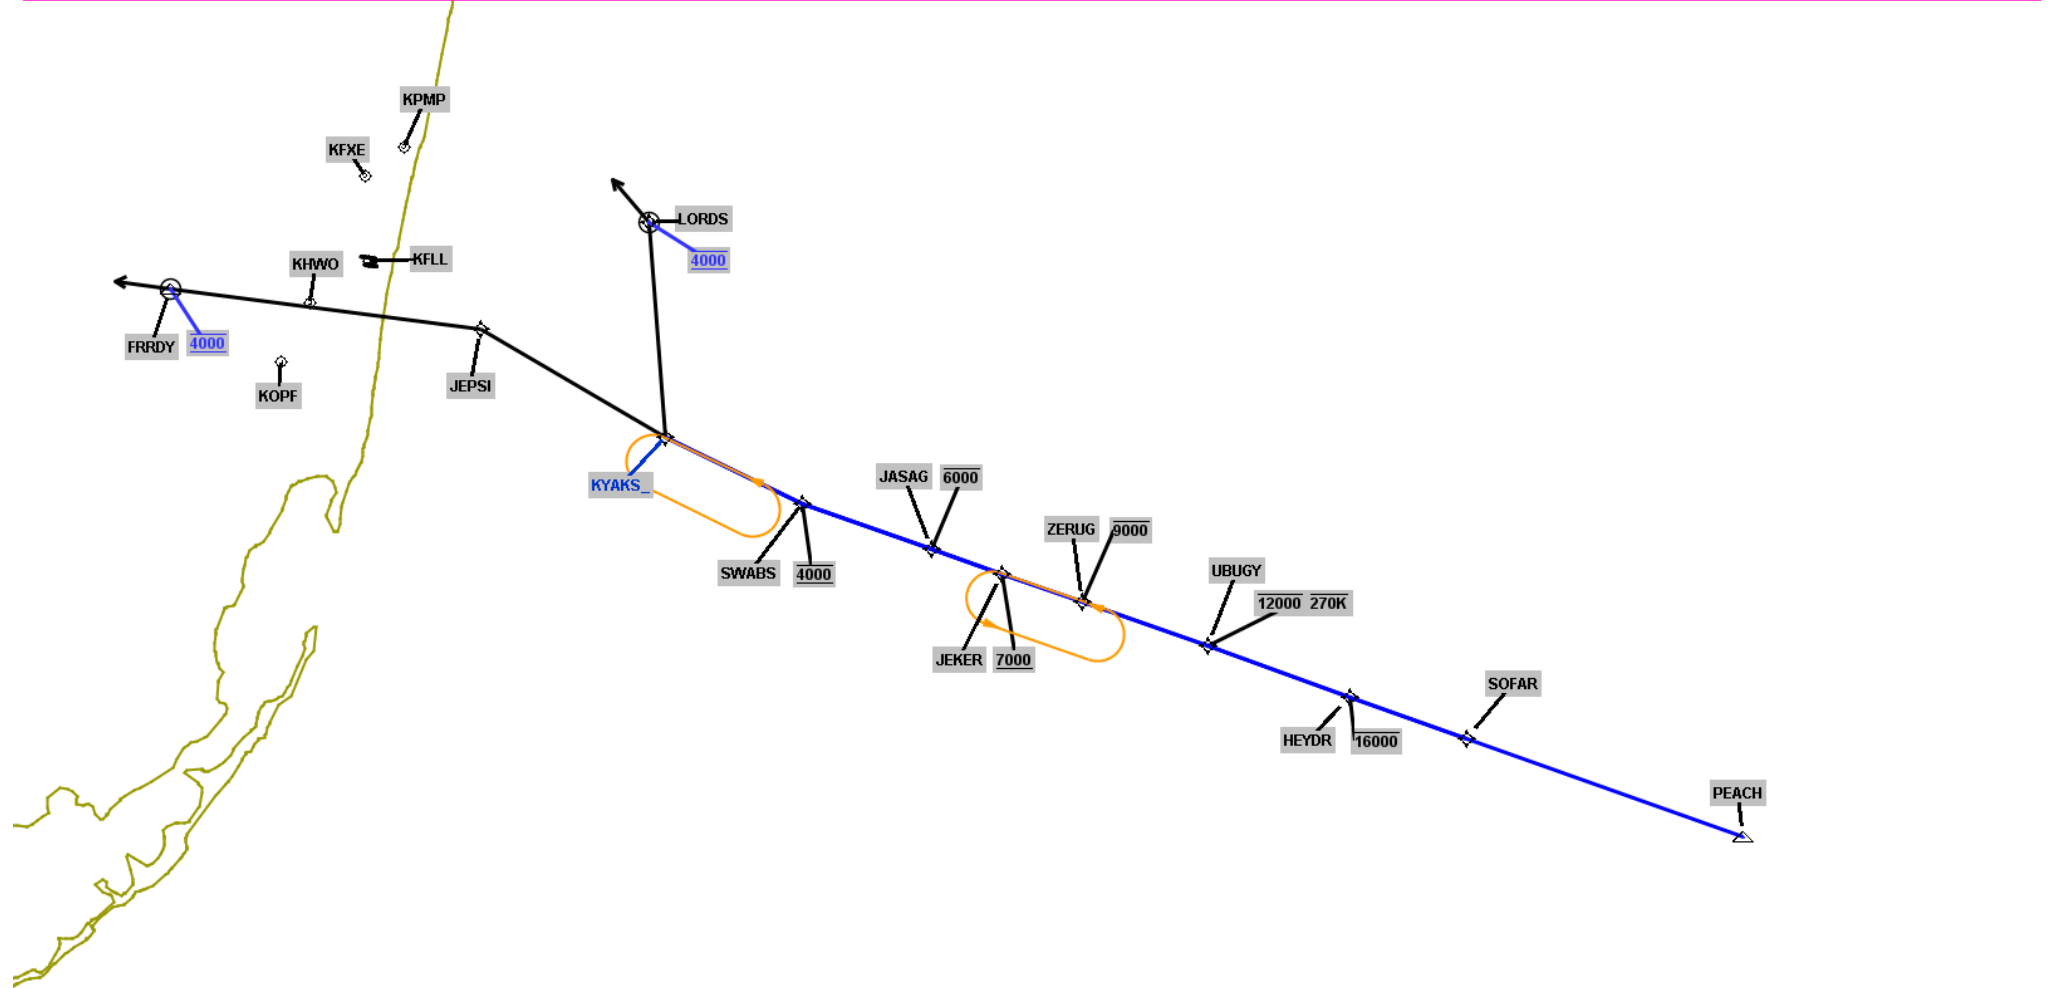 KPMP
KFXE
LORDS
4000
KHWO
KFLL
FRRDY
4000
JEPSI
KOPF
KYAKS_
JASAG
6000
ZERUG
9000
SWABS
4000
UBUGY
12000 270K
JEKER
7000
SOFAR
HEYDR
16000
PEACH